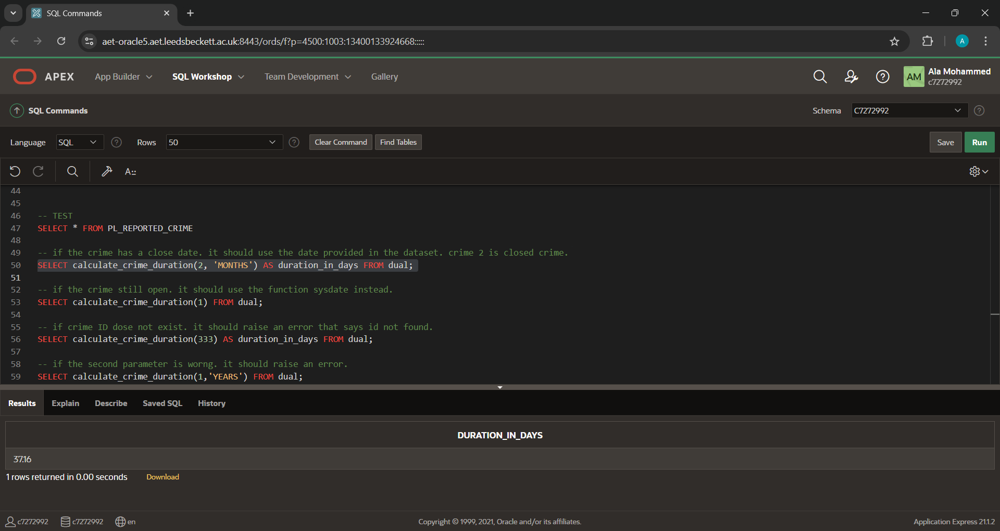 SQL Commands
aet-oracle5.aet.leedsbeckett.ac.uk:8443/ords/f?p=4500:1003:13400133924668:::::
A
APEX App Builder SQL Workshop Team Development Gallery
AM Ala Mohammed
c7272992
SQL Commands Schema C7272992
Language SQL Rows 50 Clear Command Find Tables Save Run
A::
44
45
46 -- TEST
47 SELECT * FROM PL_REPORTED_CRIME
48
49 -- if the crime has a close date. it should use the date provided in the dataset. crime 2 is closed crime.
50 SELECT calculate_crime_duration(2, 'MONTHS') AS duration_in_days FROM dual;
51
52 -- if the crime still open. it should use the function sysdate instead.
53 SELECT calculate_crime_duration(1) FROM dual;
54
55 -- if crime ID dose not exist. it should raise an error that says id not found.
56 SELECT calculate_crime_duration(333) AS duration_in_days FROM dual;
57
58 -- if the second parameter is worng. it should raise an error.
59 SELECT calculate_crime_duration(1,'YEARS') FROM dual;
Results Explain Describe Saved SQL History
DURATION_IN_DAYS
37.16
1 rows returned in 0.00 seconds Download
c7272992 c7272992 en Copyright © 1999, 2021, Oracle and/or its affiliates. Application Express 21.1.2